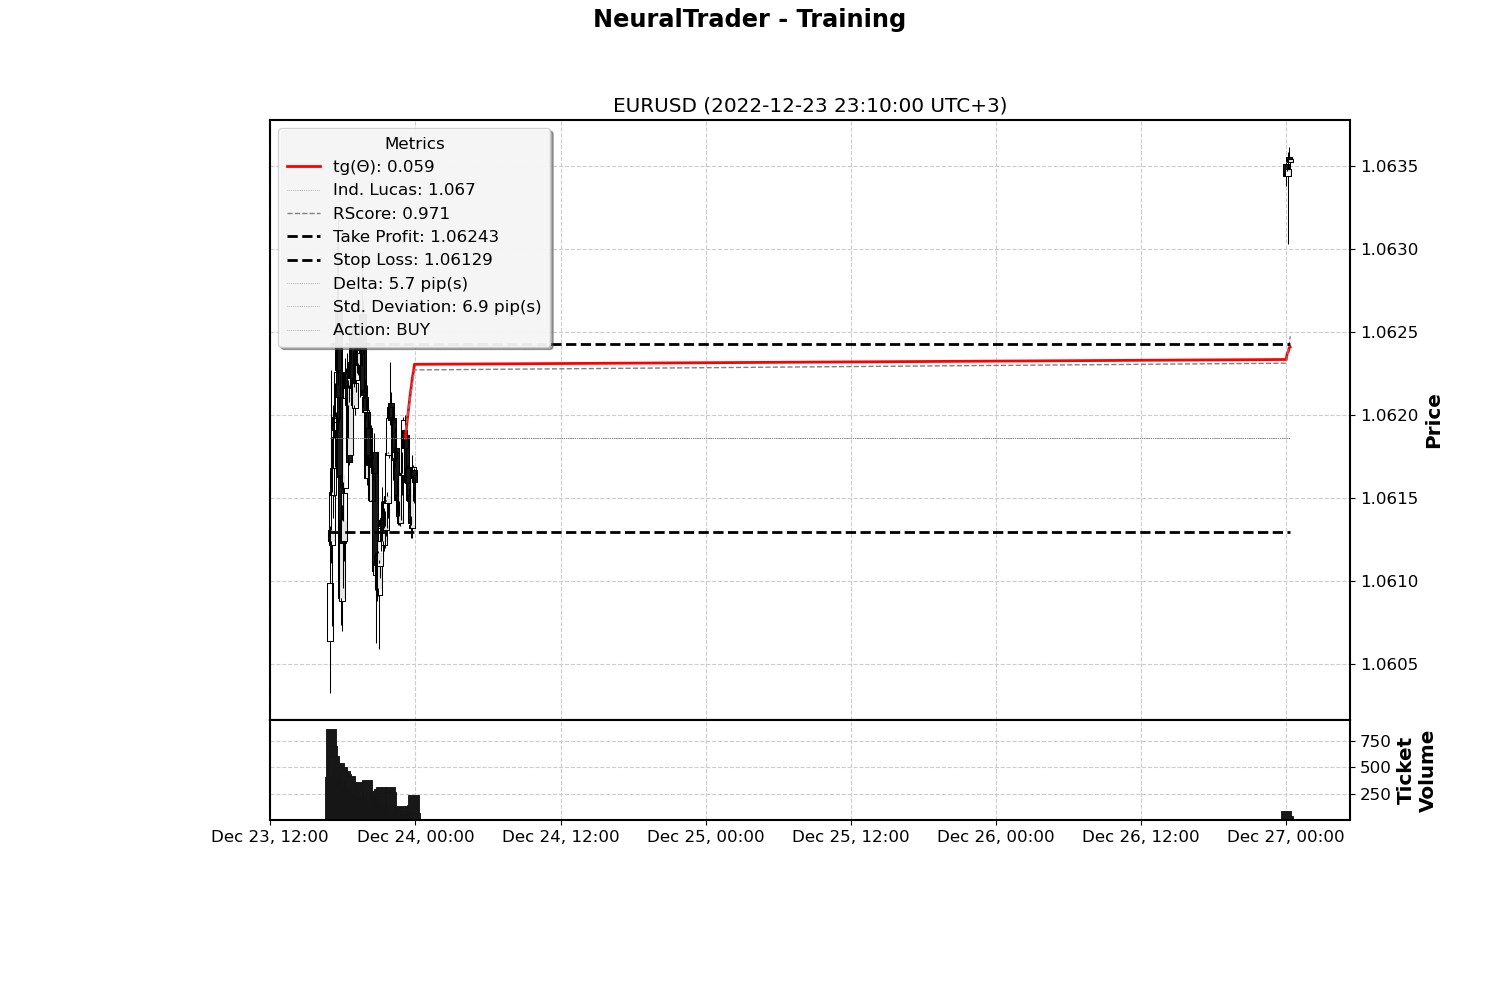 NeuralTrader - Training
EURUSD (2022-12-23 23:10:00 UTC+3)
Metrics
tg(Θ): 0.059
Ind. Lucas: 1.067
RScore: 0.971
Take Profit: 1.06243
Stop Loss: 1.06129
Delta: 5.7 pip(s)
Std. Deviation: 6.9 pip(s)
Action: BUY
1.0635
1.0630
1.0625
1.0620
1.0615
1.0610
1.0605
Price
750
500
250
Ticket
Volume
Dec 23, 12:00
Dec 24, 00:00
Dec 24, 12:00
Dec 25, 00:00
Dec 25, 12:00
Dec 26, 00:00
Dec 26, 12:00
Dec 27, 00:00